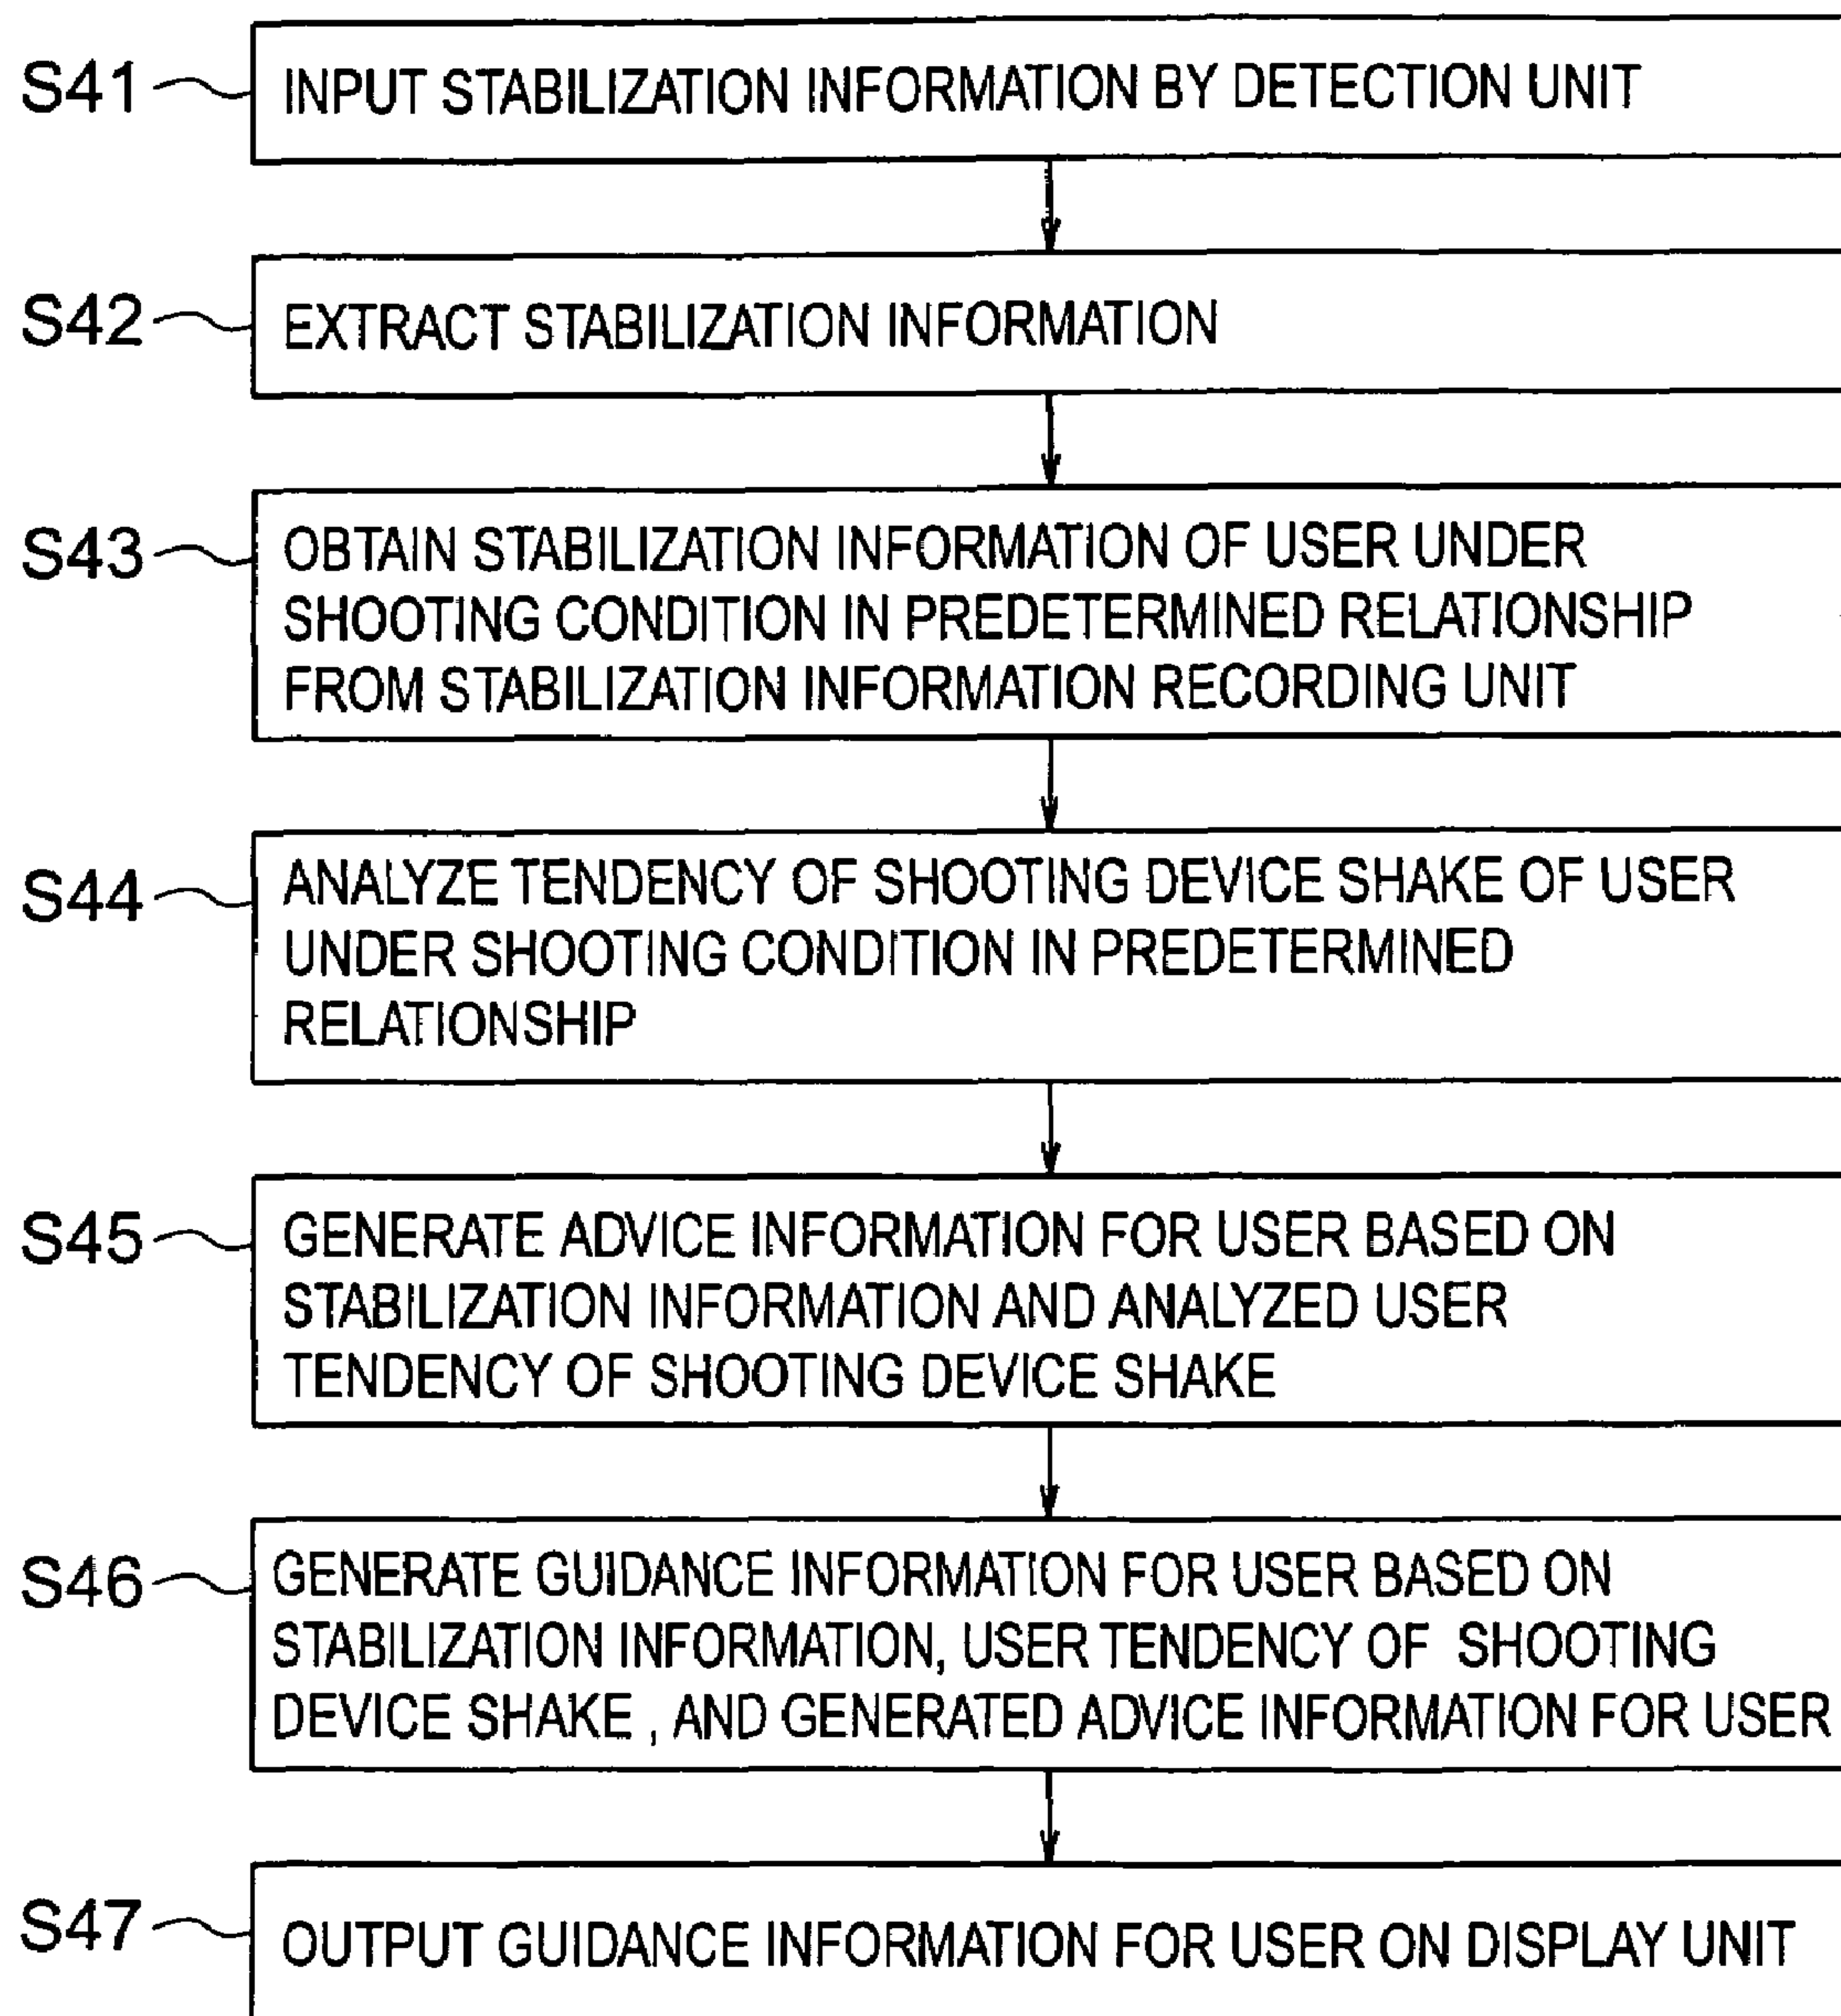 S41 INPUT STABILIZATION INFORMATION BY DETECTION UNIT
S42 EXTRACT STABILIZATION INFORMATION
S43 OBTAIN STABILIZATION INFORMATION OF USER UNDER
SHOOTING CONDITION IN PREDETERMINED RELATIONSHIP
FROM STABILIZATION INFORMATION RECORDING UNIT
S44 ANALYZE TENDENCY OF SHOOTING DEVICE SHAKE OF USER
UNDER SHOOTING CONDITION IN PREDETERMINED
RELATIONSHIP
S45 GENERATE ADVICE INFORMATION FOR USER BASED ON
STABILIZATION INFORMATION AND ANALYZED USER
TENDENCY OF SHOOTING DEVICE SHAKE
S46 GENERATE GUIDANCE INFORMATION FOR USER BASED ON
STABILIZATION INFORMATION, USER TENDENCY OF SHOOTING
DEVICE SHAKE , AND GENERATED ADVICE INFORMATION FOR USER
S47 OUTPUT GUIDANCE INFORMATION FOR USER ON DISPLAY UNIT